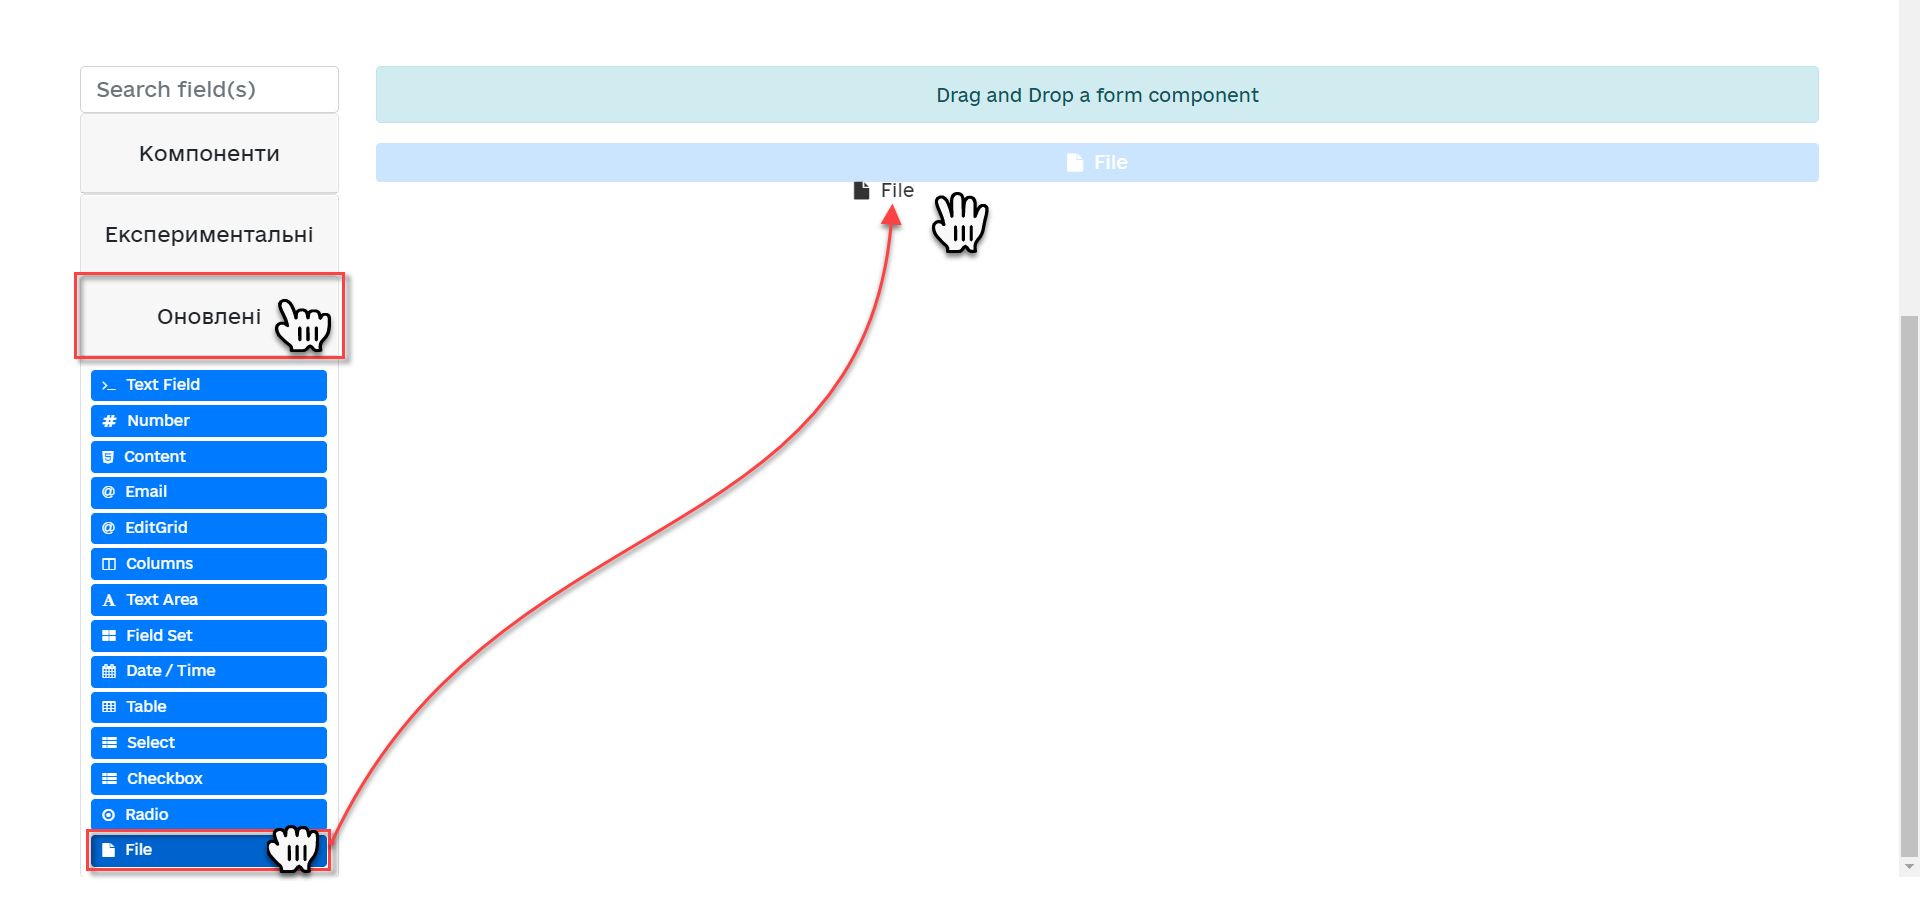 Search field(s)
Компоненти
Експериментальні
Оновлені
Text Field
Number
Content
Email
EditGrid
Columns
Text Area
Field Set
Date / Time
Table
Select
Checkbox
Radio
File
Drag and Drop a form component
File
File